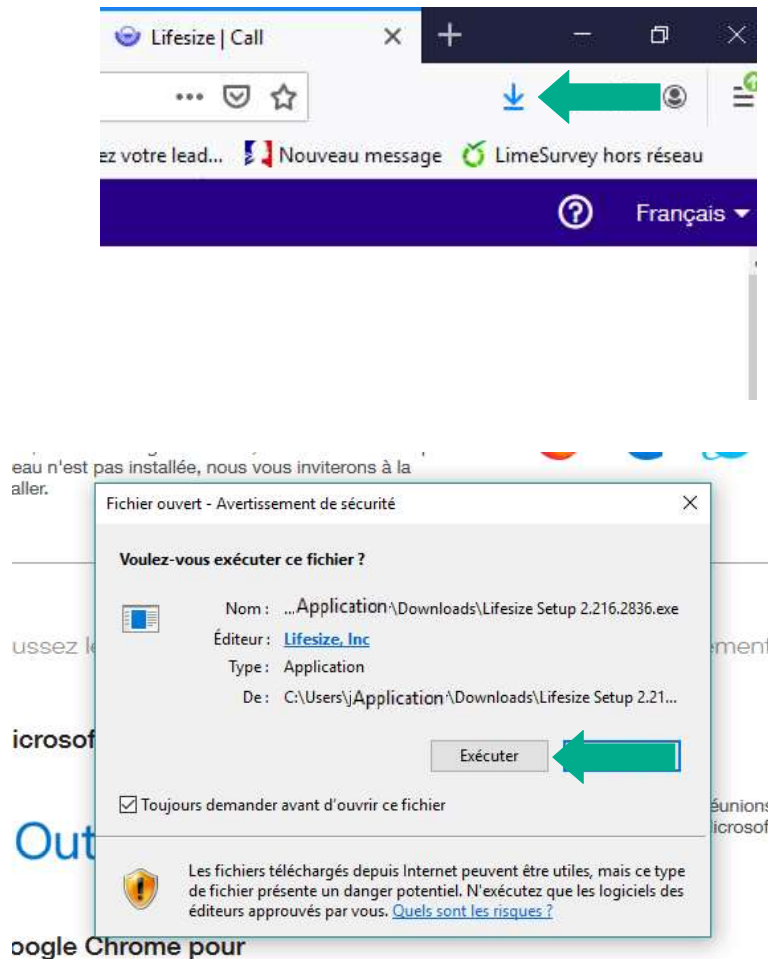 Lifesize | Call
ez votre lead... Nouveau message LimeSurvey hors réseau
Français
eau n'est pas installée, nous vous inviterons à la
aller.
Fichier ouvert - Avertissement de sécurité
Voulez-vous exécuter ce fichier ?
Nom : ...Application\Downloads\Lifesize Setup 2.216.2836.exe
Éditeur : Lifesize, Inc
Type : Application
De : C:\Users\jApplication\Downloads\Lifesize Setup 2.21...
ussez le
ement
icrosof
Exécuter
Toujours demander avant d'ouvrir ce fichier
éunions
icrosof
Out
Les fichiers téléchargés depuis Internet peuvent être utiles, mais ce type
de fichier présente un danger potentiel. N'exécutez que les logiciels des
éditeurs approuvés par vous. Quels sont les risques ?
oogle Chrome pour